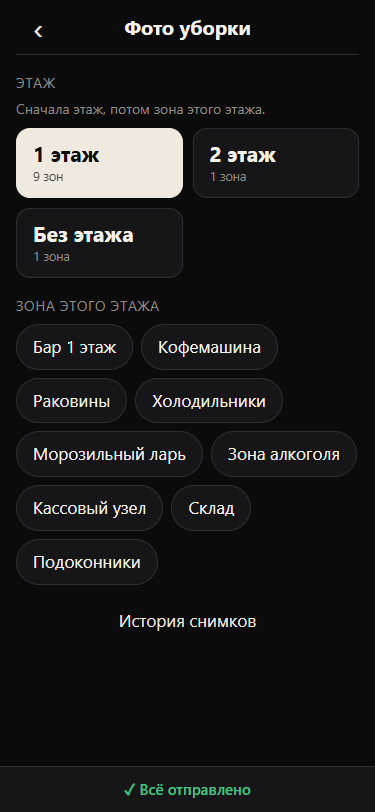 Фото уборки
ЭТАЖ
Сначала этаж, потом зона этого этажа.
1 этаж
9 зон
2 этаж
1 зона
Без этажа
1 зона
ЗОНА ЭТОГО ЭТАЖА
Бар 1 этаж
Кофемашина
Раковины
Холодильники
Морозильный ларь
Зона алкоголя
Кассовый узел
Склад
Подоконники
История снимков
✓ Всё отправлено